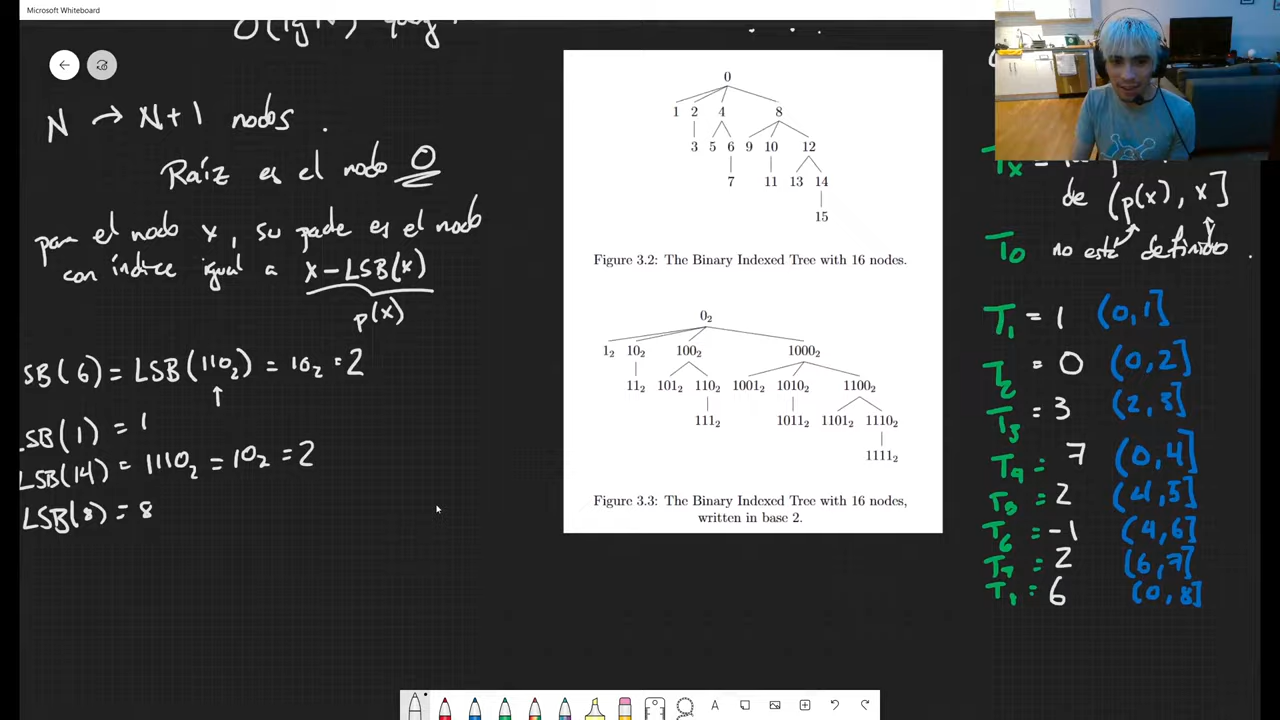 Microsoft Whiteboard
O(lg N)
N → N+1 nodos.
Raíz es el nodo 0
para el nodo x, su padre es el nodo
con índice igual a x-LSB(x)
p(x)
SB(6) = LSB(110₂) = 10₂ = 2
LSB(1) = 1
LSB(14) = 1110₂ = 10₂ = 2
LSB(8) = 8
0
1 2 4 8
3 5 6 9 10 12
7 11 13 14
15
Figure 3.2: The Binary Indexed Tree with 16 nodes.
0₂
1₂ 10₂ 100₂ 1000₂
11₂ 101₂ 110₂ 1001₂ 1010₂ 1100₂
111₂ 1011₂ 1101₂ 1110₂
1111₂
Figure 3.3: The Binary Indexed Tree with 16 nodes,
written in base 2.
Tx =
de (p(x), x]
T₀ no está definido.
T₁ = 1 (0,1]
T₂ = 0 (0,2]
T₃ = 3 (2,3]
T₄ = 7 (0,4]
T₅ = 2 (4,5]
T₆ = -1 (4,6]
T₇ = 2 (6,7]
T₈ = 6 (0,8]